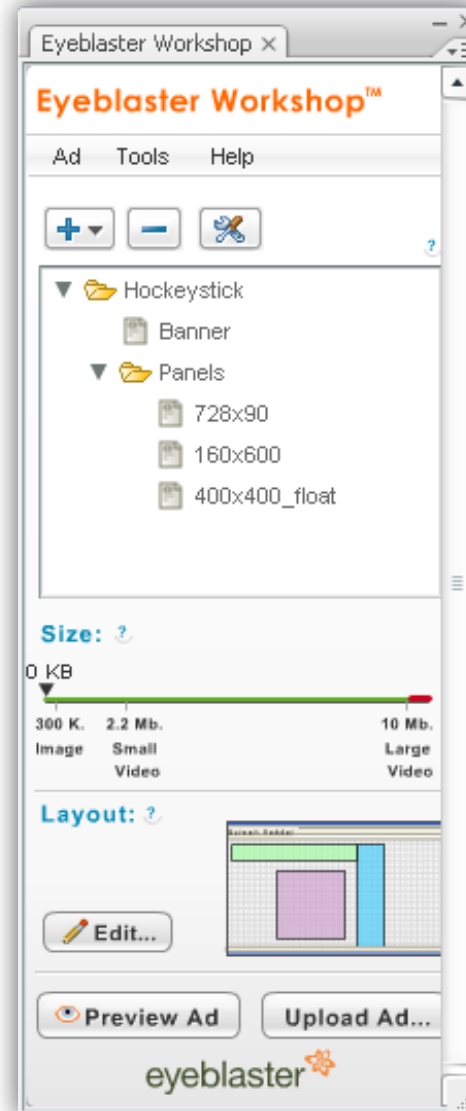 Eyeblaster Workshop ×
Eyeblaster Workshop™
Ad Tools Help
?
Hockeystick
Banner
Panels
728x90
160x600
400x400_float
Size: ?
0 KB
300 K. 2.2 Mb. 10 Mb.
Image Small Large
Video Video
Layout: ?
Edit...
Preview Ad Upload Ad...
eyeblaster